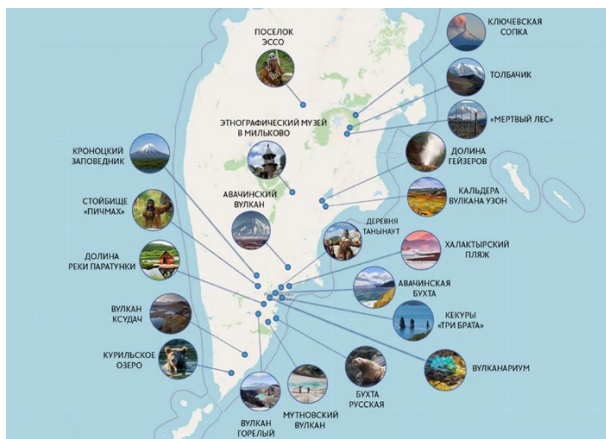 ПОСЕЛОК
ЭССО
КЛЮЧЕВСКАЯ
СОПКА
ТОЛБАЧИК
«МЕРТВЫЙ ЛЕС»
ЭТНОГРАФИЧЕСКИЙ МУЗЕЙ
В МИЛЬКОВО
КРОНОЦКИЙ
ЗАПОВЕДНИК
ДОЛИНА
ГЕЙЗЕРОВ
АВАЧИНСКИЙ
ВУЛКАН
КАЛЬДЕРА
ВУЛКАНА УЗОН
СТОЙБИЩЕ
«ПИЧМАХ»
ДЕРЕВНЯ
ТАНЫНАУТ
ХАЛАКТЫРСКИЙ
ПЛЯЖ
ДОЛИНА
РЕКИ ПАРАТУНКИ
АВАЧИНСКАЯ
БУХТА
ВУЛКАН
КСУДАЧ
КЕКУРЫ
«ТРИ БРАТА»
КУРИЛЬСКОЕ
ОЗЕРО
ВУЛКАНАРИУМ
БУХТА
РУССКАЯ
ВУЛКАН
ГОРЕЛЫЙ
МУТНОВСКИЙ
ВУЛКАН